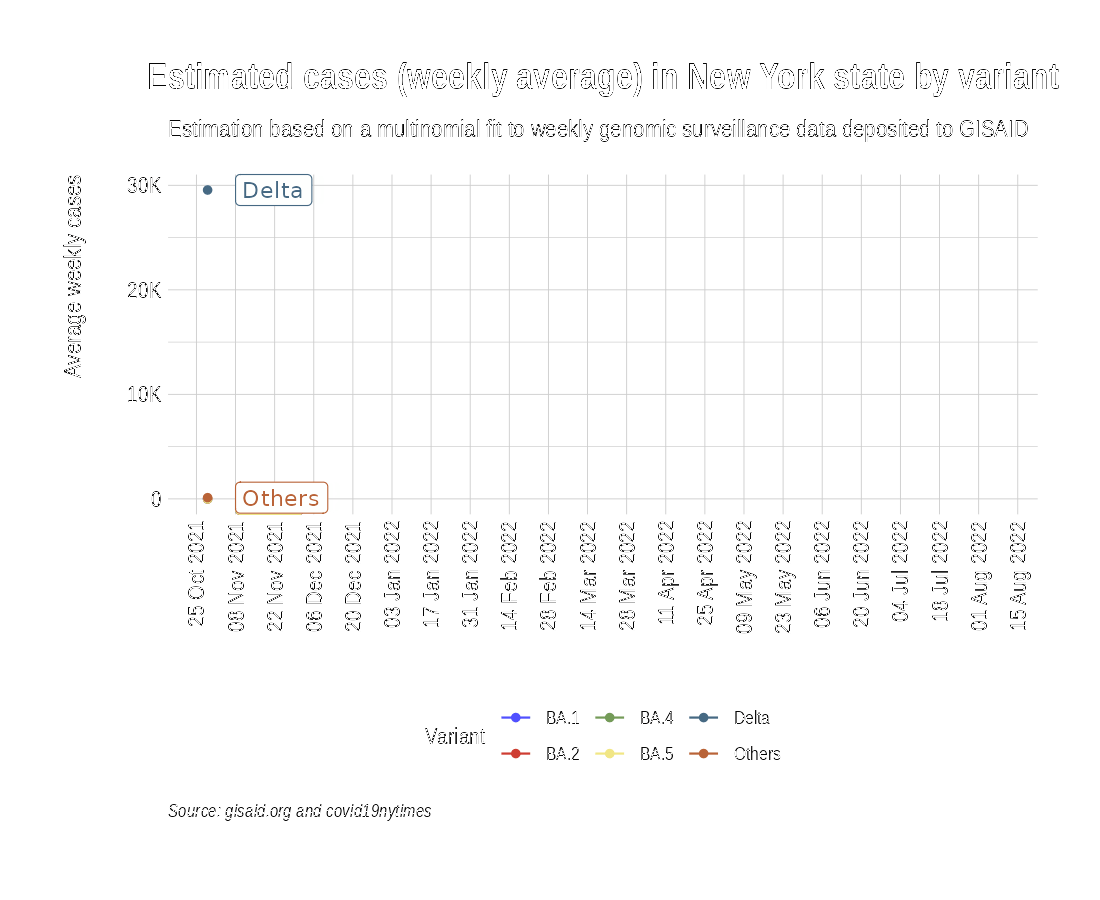 Estimated cases (weekly average) in New York state by variant
Estimation based on a multinomial fit to weekly genomic surveillance data deposited to GISAID
Average weekly cases
30K
20K
10K
0
Delta
Others
25 Oct 2021
08 Nov 2021
22 Nov 2021
06 Dec 2021
20 Dec 2021
03 Jan 2022
17 Jan 2022
31 Jan 2022
14 Feb 2022
28 Feb 2022
14 Mar 2022
28 Mar 2022
11 Apr 2022
25 Apr 2022
09 May 2022
23 May 2022
06 Jun 2022
20 Jun 2022
04 Jul 2022
18 Jul 2022
01 Aug 2022
15 Aug 2022
Variant
BA.1
BA.4
Delta
BA.2
BA.5
Others
Source: gisaid.org and covid19nytimes